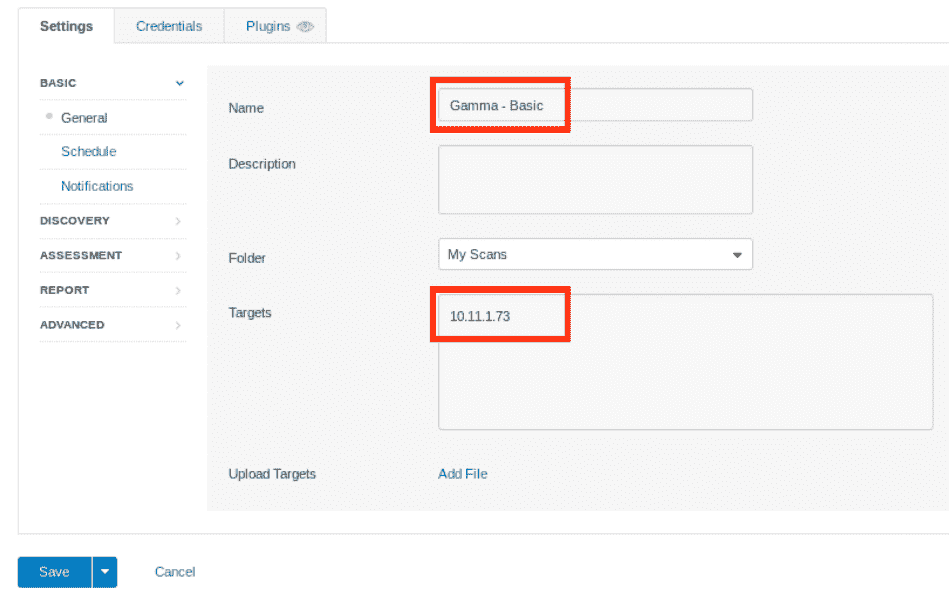 Settings
Credentials
Plugins
BASIC
General
Schedule
Notifications
DISCOVERY
ASSESSMENT
REPORT
ADVANCED
Name
Gamma - Basic
Description
Folder
My Scans
Targets
10.11.1.73
Upload Targets
Add File
Save
Cancel